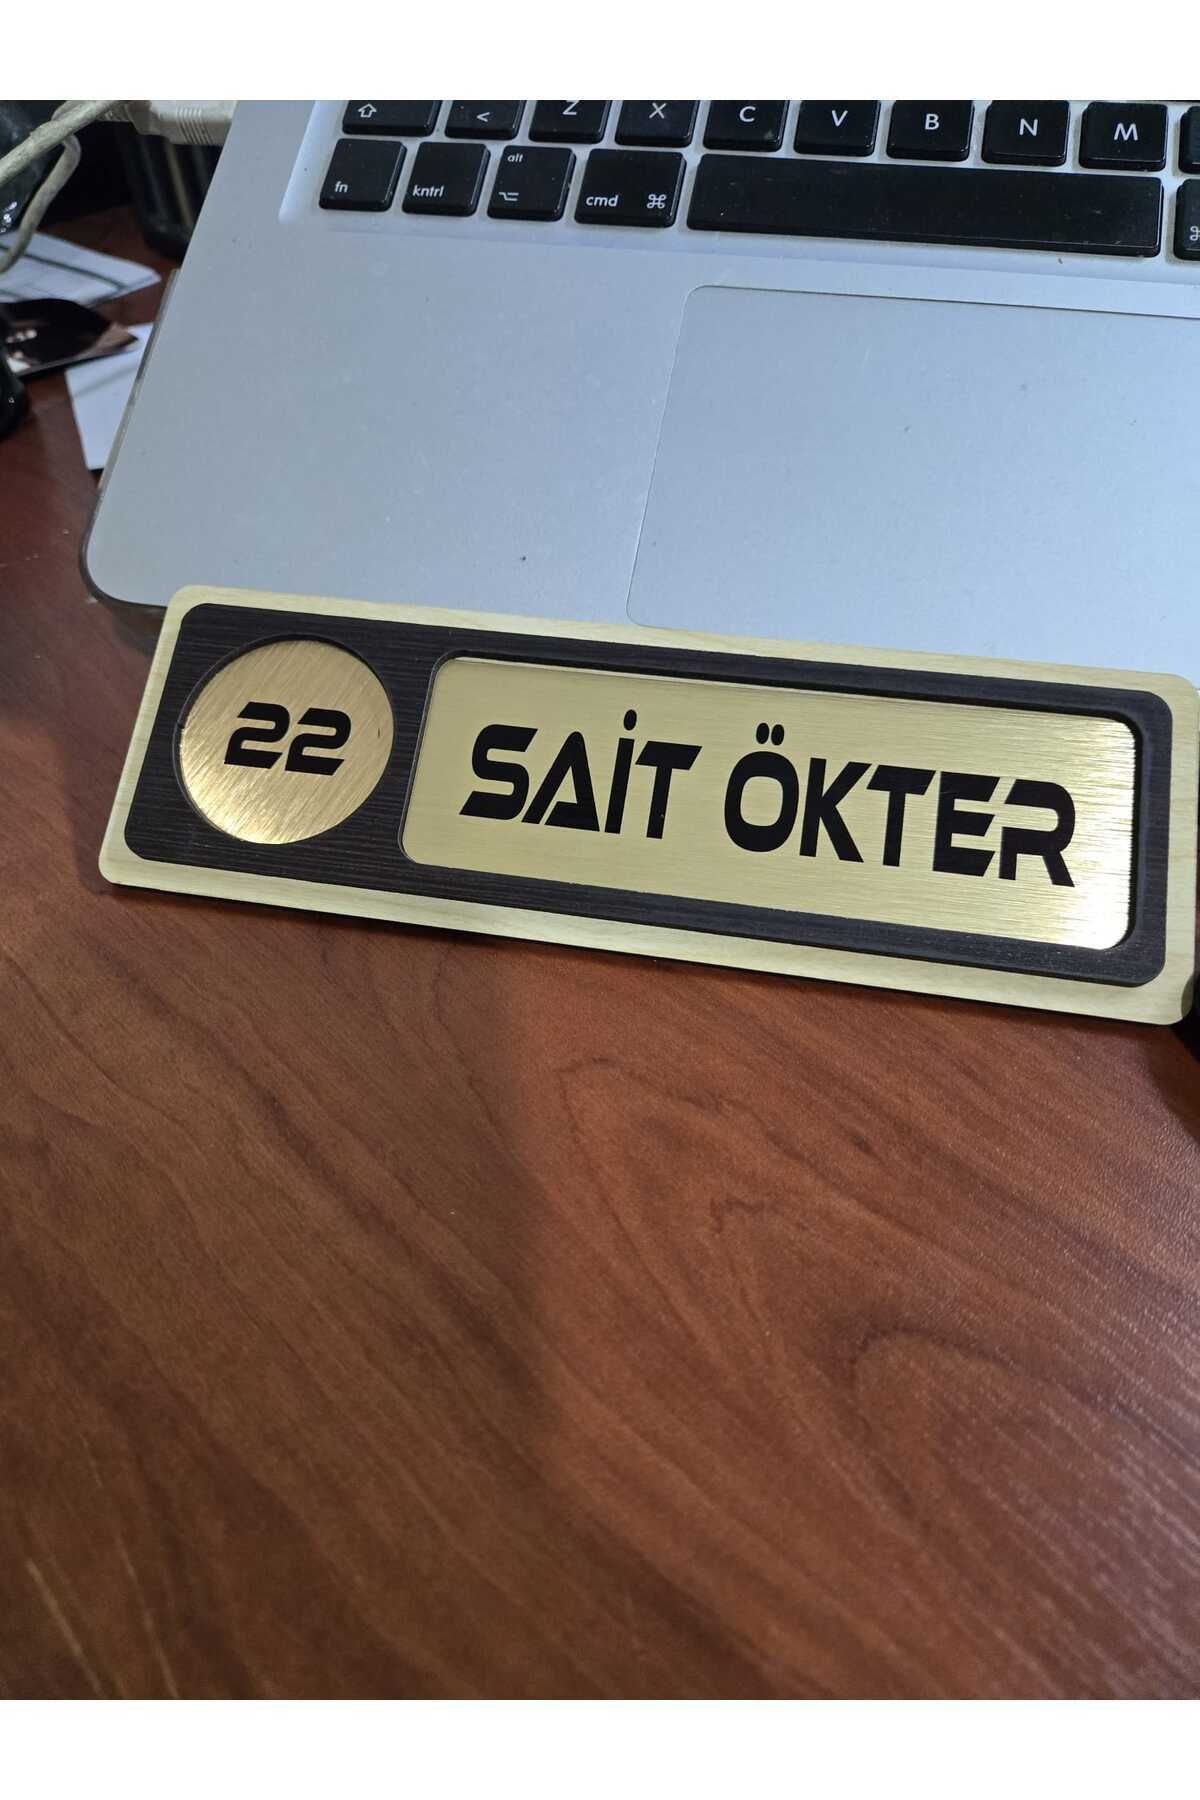 ⇧ < Z X C V B N M
fn kntrl alt ⌥ cmd ⌘ ⌘
22 SAİT ÖKTER